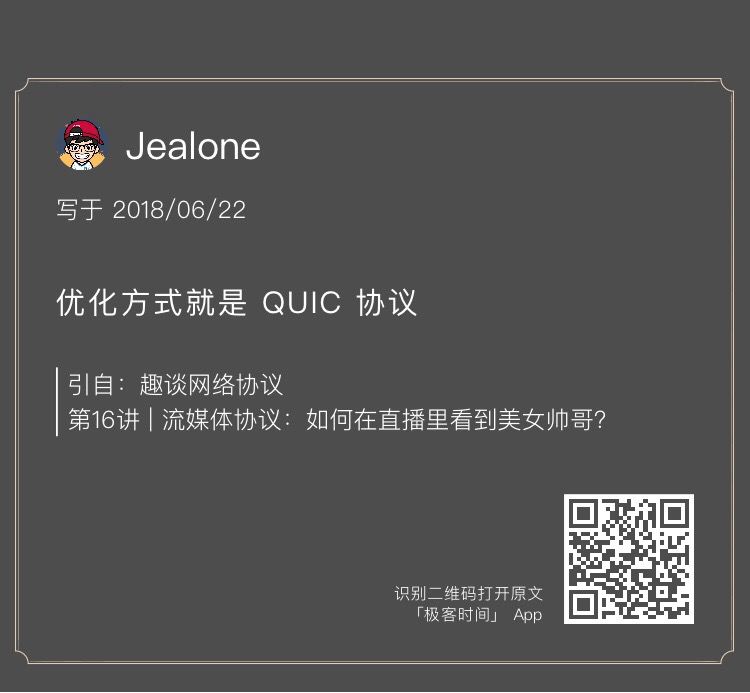 Jealone
写于 2018/06/22
优化方式就是 QUIC 协议
引自：趣谈网络协议
第16讲 | 流媒体协议：如何在直播里看到美女帅哥？
识别二维码打开原文
「极客时间」 App